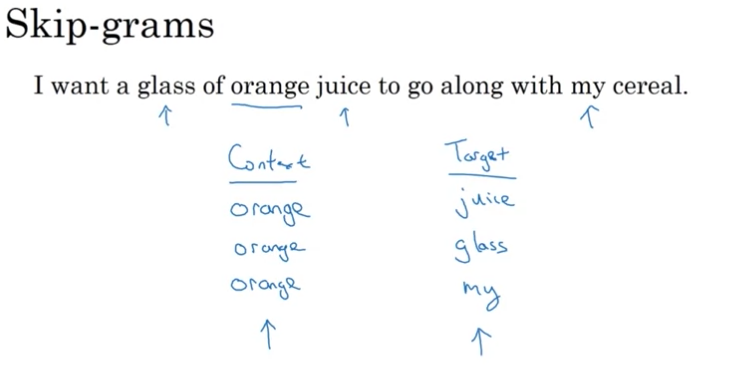 Skip-grams
I want a glass of orange juice to go along with my cereal.
Context Target
orange juice
orange glass
orange my